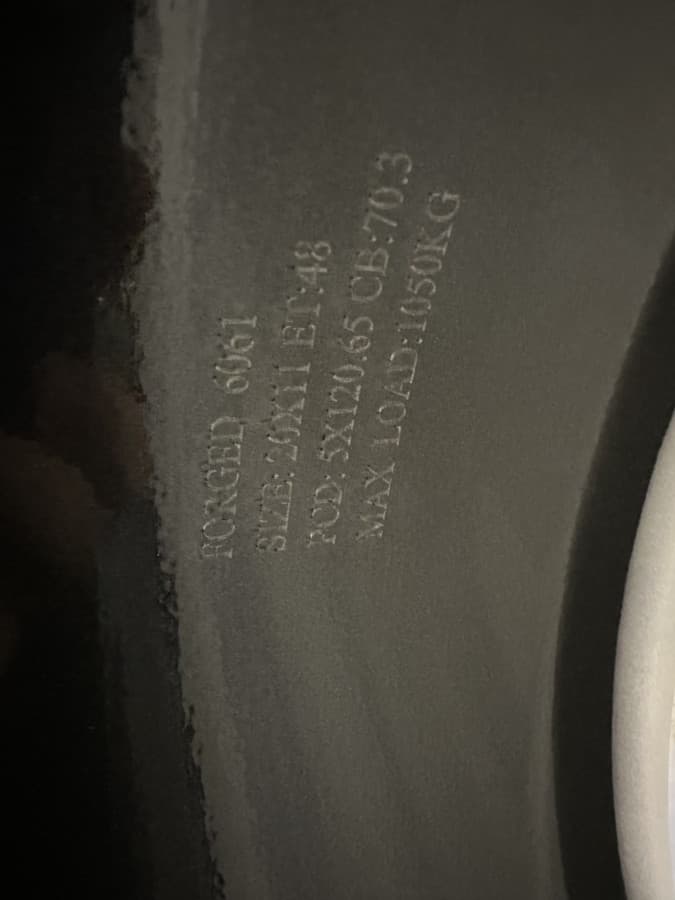 FORGED 6061
SIZE: 20X11 ET:48
PCD: 5X120.65 CB:70.3
MAX LOAD:1050KG